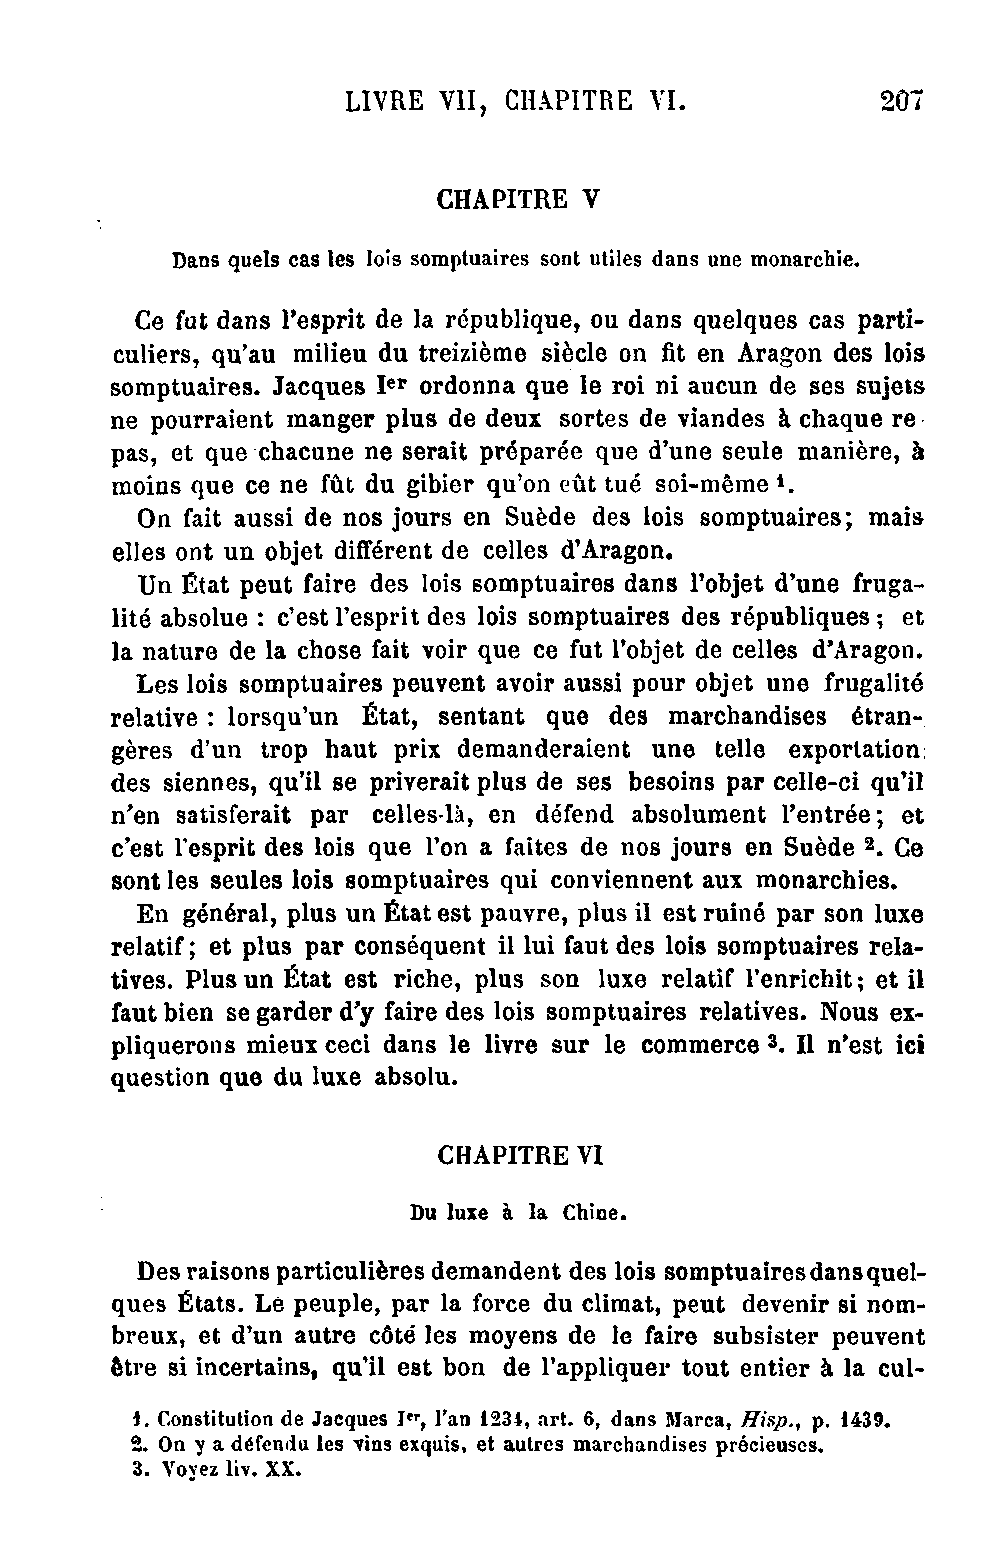 LIVRE VII, CHAPITRE VI. 207
CHAPITRE V
Dans quels cas les lois somptuaires sont utiles dans une monarchie.
Ce fut dans l'esprit de la république, ou dans quelques cas parti-
culiers, qu'au milieu du treizième siècle on fit en Aragon des lois
somptuaires. Jacques Ier ordonna que le roi ni aucun de ses sujets
ne pourraient manger plus de deux sortes de viandes à chaque re-
pas, et que chacune ne serait préparée que d'une seule manière, à
moins que ce ne fût du gibier qu'on eût tué soi-même 1.
On fait aussi de nos jours en Suède des lois somptuaires; mais
elles ont un objet différent de celles d'Aragon.
Un État peut faire des lois somptuaires dans l'objet d'une fruga-
lité absolue : c'est l'esprit des lois somptuaires des républiques ; et
la nature de la chose fait voir que ce fut l'objet de celles d'Aragon.
Les lois somptuaires peuvent avoir aussi pour objet une frugalité
relative : lorsqu'un État, sentant que des marchandises étran-
gères d'un trop haut prix demanderaient une telle exportation
des siennes, qu'il se priverait plus de ses besoins par celle-ci qu'il
n'en satisferait par celles-là, en défend absolument l'entrée ; et
c'est l'esprit des lois que l'on a faites de nos jours en Suède 2. Ce
sont les seules lois somptuaires qui conviennent aux monarchies.
En général, plus un État est pauvre, plus il est ruiné par son luxe
relatif ; et plus par conséquent il lui faut des lois somptuaires rela-
tives. Plus un État est riche, plus son luxe relatif l'enrichit ; et il
faut bien se garder d'y faire des lois somptuaires relatives. Nous ex-
pliquerons mieux ceci dans le livre sur le commerce 3. Il n'est ici
question que du luxe absolu.
CHAPITRE VI
Du luxe à la Chine.
Des raisons particulières demandent des lois somptuaires dans quel-
ques États. Le peuple, par la force du climat, peut devenir si nom-
breux, et d'un autre côté les moyens de le faire subsister peuvent
être si incertains, qu'il est bon de l'appliquer tout entier à la cul-
1. Constitution de Jacques Ier, l'an 1234, art. 6, dans Marca, Hisp., p. 1439.
2. On y a défendu les vins exquis, et autres marchandises précieuses.
3. Voyez liv. XX.